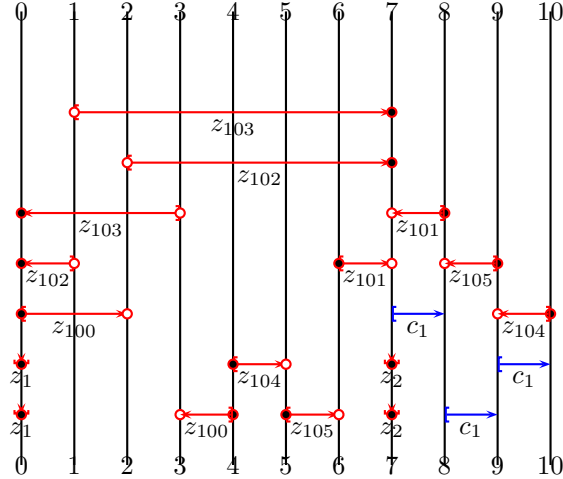 0 1 2 3 4 5 6 7 8 9 10
z103
z102
z103 z101
z102 z101 z105
z100 c1 z104
z1 z104 z2 c1
z1 z100 z105 z2 c1
0 1 2 3 4 5 6 7 8 9 10